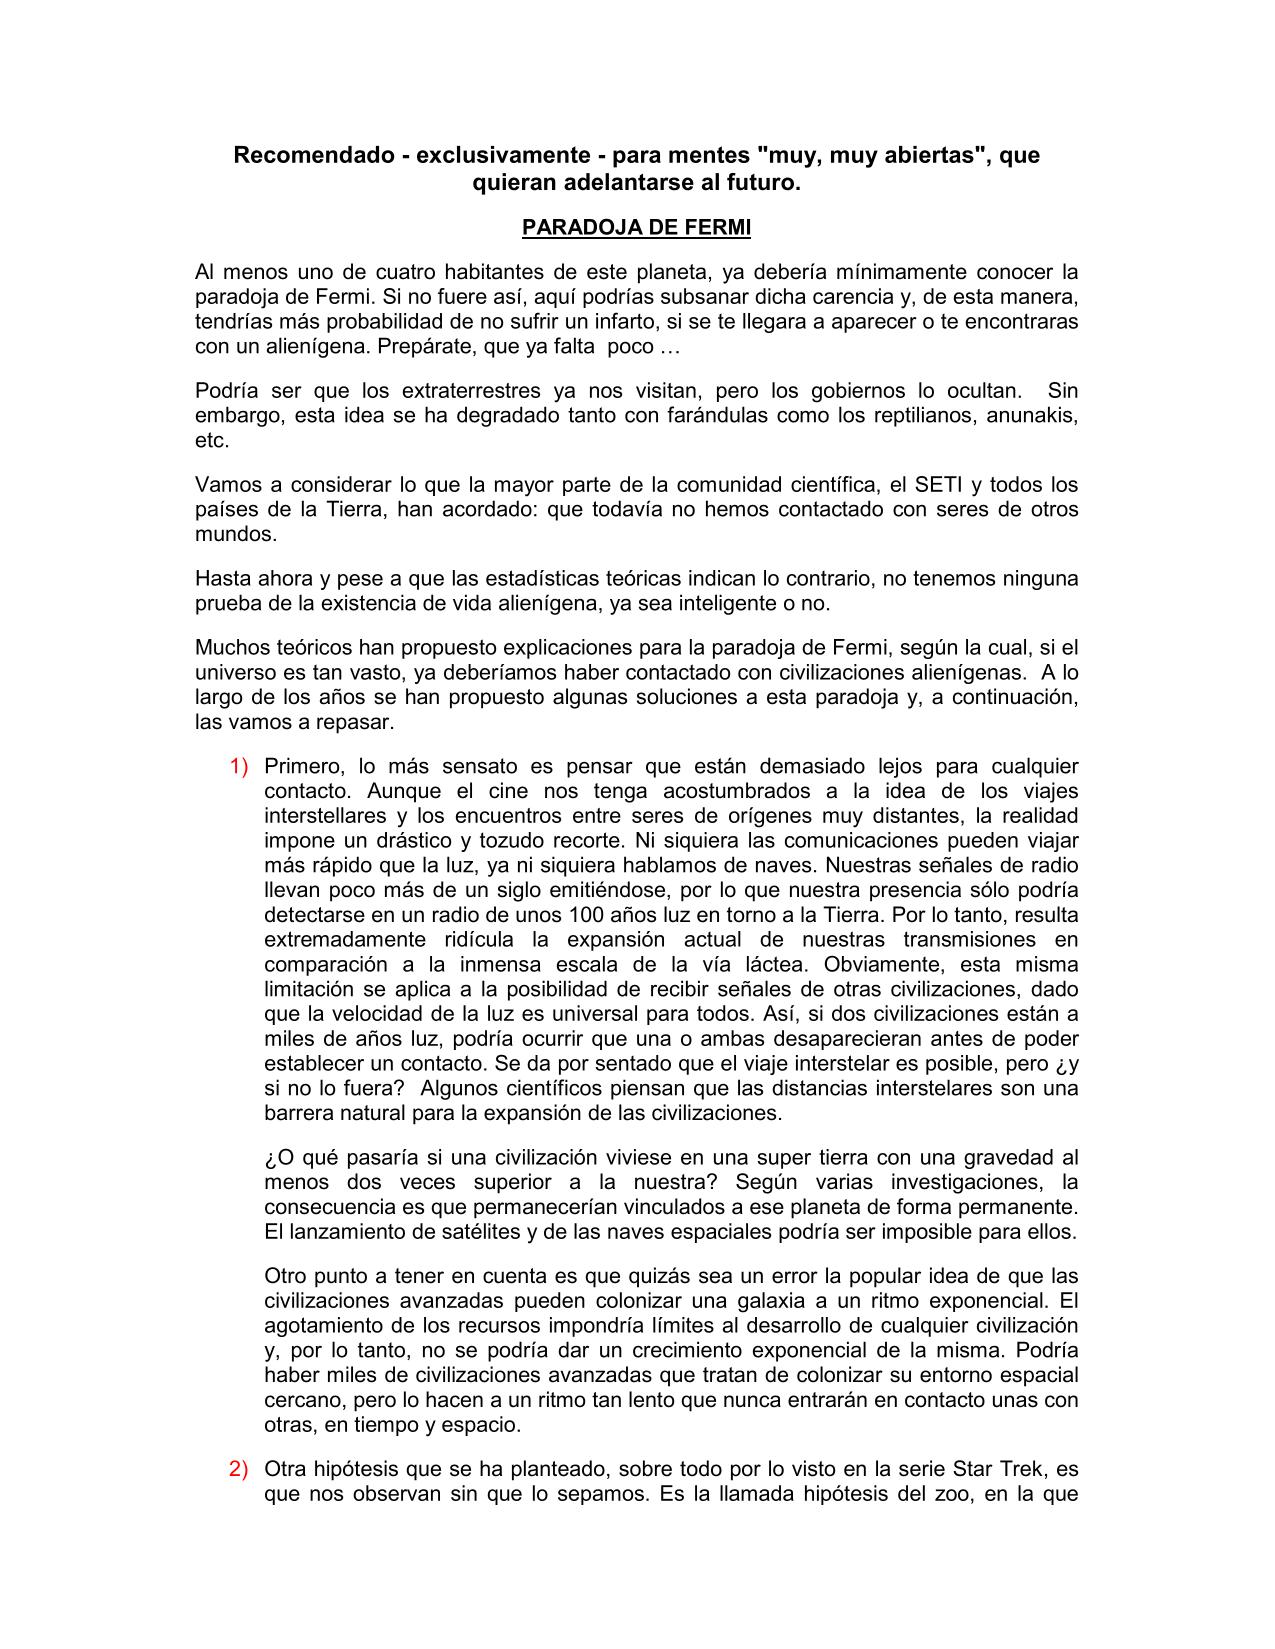 Recomendado - exclusivamente - para mentes "muy, muy abiertas", que
quieran adelantarse al futuro.
PARADOJA DE FERMI
Al menos uno de cuatro habitantes de este planeta, ya debería mínimamente conocer la
paradoja de Fermi. Si no fuere así, aquí podrías subsanar dicha carencia y, de esta manera,
tendrías más probabilidad de no sufrir un infarto, si se te llegara a aparecer o te encontraras
con un alienígena. Prepárate, que ya falta  poco …
Podría ser que los extraterrestres ya nos visitan, pero los gobiernos lo ocultan.  Sin
embargo, esta idea se ha degradado tanto con farándulas como los reptilianos, anunakis,
etc.
Vamos a considerar lo que la mayor parte de la comunidad científica, el SETI y todos los
países de la Tierra, han acordado: que todavía no hemos contactado con seres de otros
mundos.
Hasta ahora y pese a que las estadísticas teóricas indican lo contrario, no tenemos ninguna
prueba de la existencia de vida alienígena, ya sea inteligente o no.
Muchos teóricos han propuesto explicaciones para la paradoja de Fermi, según la cual, si el
universo es tan vasto, ya deberíamos haber contactado con civilizaciones alienígenas.  A lo
largo de los años se han propuesto algunas soluciones a esta paradoja y, a continuación,
las vamos a repasar.
1) Primero, lo más sensato es pensar que están demasiado lejos para cualquier
contacto. Aunque el cine nos tenga acostumbrados a la idea de los viajes
interstellares y los encuentros entre seres de orígenes muy distantes, la realidad
impone un drástico y tozudo recorte. Ni siquiera las comunicaciones pueden viajar
más rápido que la luz, ya ni siquiera hablamos de naves. Nuestras señales de radio
llevan poco más de un siglo emitiéndose, por lo que nuestra presencia sólo podría
detectarse en un radio de unos 100 años luz en torno a la Tierra. Por lo tanto, resulta
extremadamente ridícula la expansión actual de nuestras transmisiones en
comparación a la inmensa escala de la vía láctea. Obviamente, esta misma
limitación se aplica a la posibilidad de recibir señales de otras civilizaciones, dado
que la velocidad de la luz es universal para todos. Así, si dos civilizaciones están a
miles de años luz, podría ocurrir que una o ambas desaparecieran antes de poder
establecer un contacto. Se da por sentado que el viaje interstelar es posible, pero ¿y
si no lo fuera?  Algunos científicos piensan que las distancias interstelares son una
barrera natural para la expansión de las civilizaciones.
¿O qué pasaría si una civilización viviese en una super tierra con una gravedad al
menos dos veces superior a la nuestra? Según varias investigaciones, la
consecuencia es que permanecerían vinculados a ese planeta de forma permanente.
El lanzamiento de satélites y de las naves espaciales podría ser imposible para ellos.
Otro punto a tener en cuenta es que quizás sea un error la popular idea de que las
civilizaciones avanzadas pueden colonizar una galaxia a un ritmo exponencial. El
agotamiento de los recursos impondría límites al desarrollo de cualquier civilización
y, por lo tanto, no se podría dar un crecimiento exponencial de la misma. Podría
haber miles de civilizaciones avanzadas que tratan de colonizar su entorno espacial
cercano, pero lo hacen a un ritmo tan lento que nunca entrarán en contacto unas con
otras, en tiempo y espacio.
2) Otra hipótesis que se ha planteado, sobre todo por lo visto en la serie Star Trek, es
que nos observan sin que lo sepamos. Es la llamada hipótesis del zoo, en la que